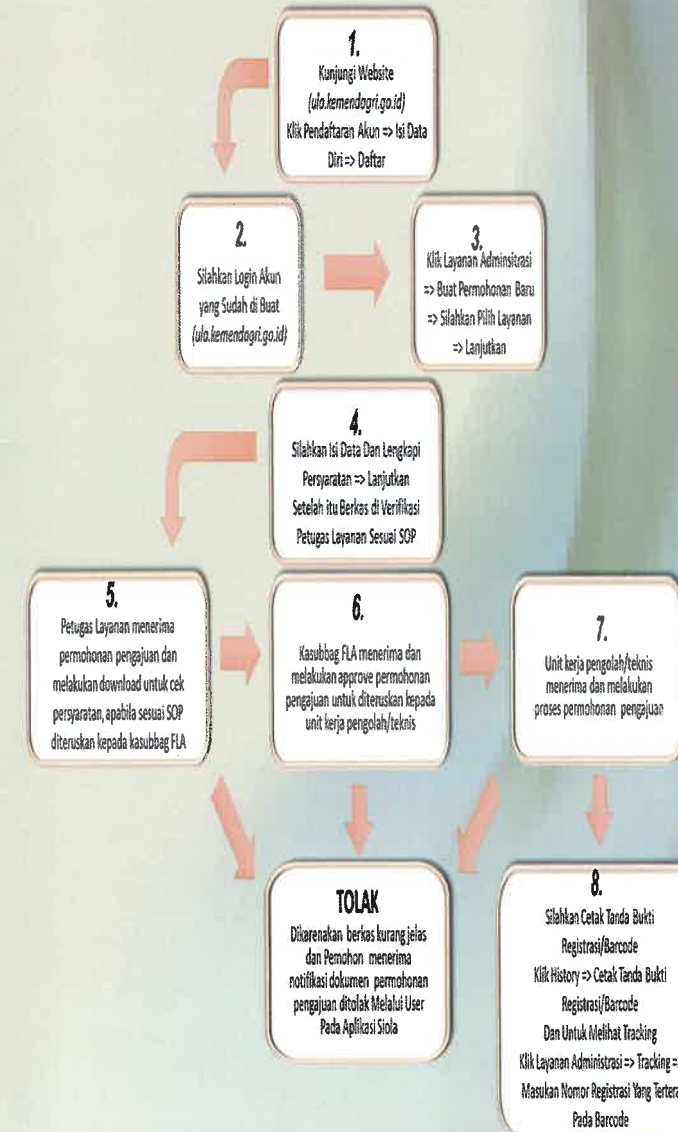 1.
Kunjungi Website
(ula.kemendagri.go.id)
Klik Pendaftaran Akun => Isi Data
Diri => Daftar
2.
Silahkan Login Akun
yang Sudah di Buat
(ula.kemendagri.go.id)
3.
Klik Layanan Adminsitrasi
=> Buat Permohonan Baru
=> Silahkan Pilih Layanan
=> Lanjutkan
4.
Silahkan Isi Data Dan Lengkapi
Persyaratan => Lanjutkan
Setelah itu Berkas di Verifikasi
Petugas Layanan Sesuai SOP
5.
Petugas Layanan menerima
permohonan pengajuan dan
melakukan download untuk cek
persyaratan, apabila sesuai SOP
diteruskan kepada kasubbag FLA
6.
Kasubbag FLA menerima dan
melakukan approve permohonan
pengajuan untuk diteruskan kepada
unit kerja pengolah/teknis
7.
Unit kerja pengolah/teknis
menerima dan melakukan
proses permohonan pengajuan
TOLAK
Dikarenakan berkas kurang jelas
dan Pemohon menerima
notifikasi dokumen permohonan
pengajuan ditolak Melalui User
Pada Aplikasi Siola
8.
Silahkan Cetak Tanda Bukti
Registrasi/Barcode
Klik History => Cetak Tanda Bukti
Registrasi/Barcode
Dan Untuk Melihat Tracking
Klik Layanan Administrasi => Tracking =>
Masukan Nomor Registrasi Yang Tertera
Pada Barcode